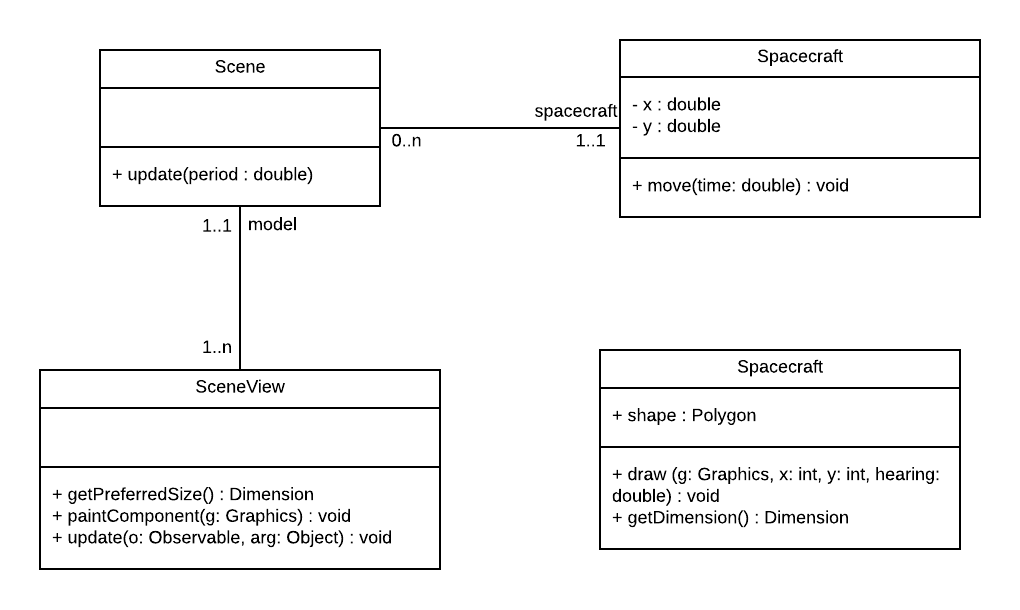 Scene
+ update(period : double)
Spacecraft
- x : double
- y : double
+ move(time: double) : void
spacecraft
0..n
1..1
1..1
model
1..n
SceneView
+ getPreferredSize() : Dimension
+ paintComponent(g: Graphics) : void
+ update(o: Observable, arg: Object) : void
Spacecraft
+ shape : Polygon
+ draw (g: Graphics, x: int, y: int, hearing:
double) : void
+ getDimension() : Dimension